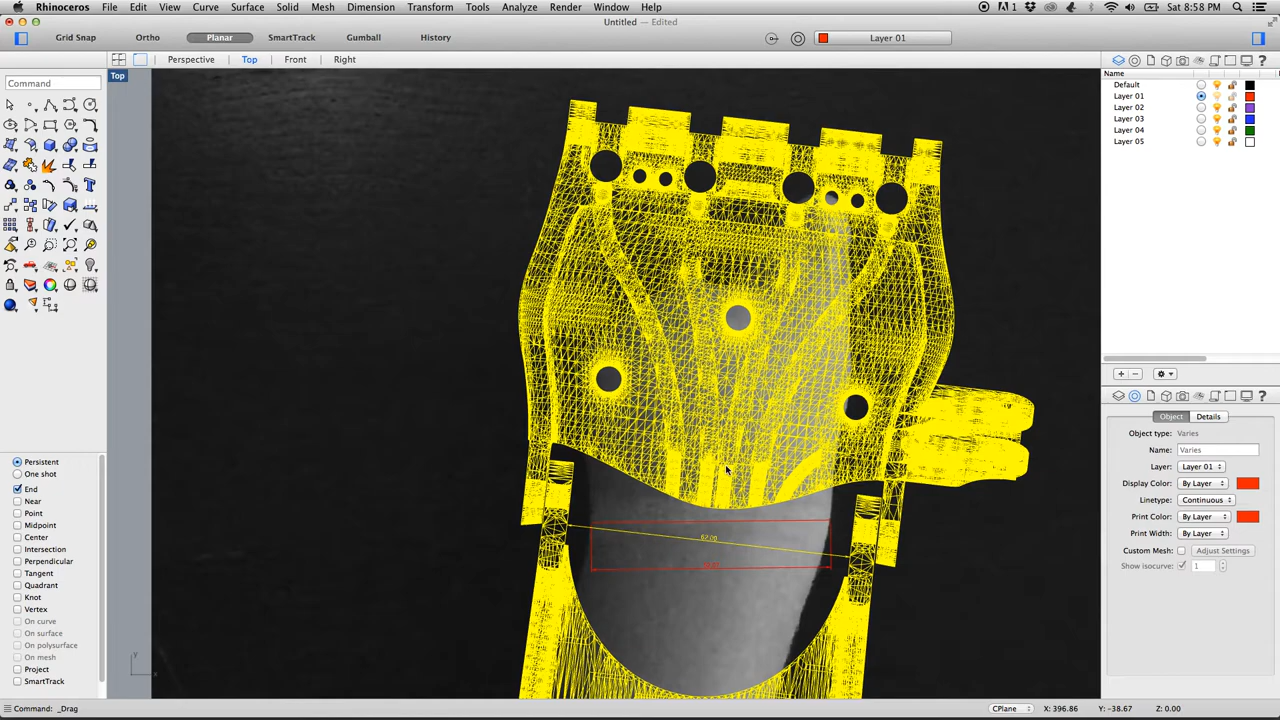 Rhinoceros File Edit View Curve Surface Solid Mesh Dimension Transform Tools Analyze Render Window Help 1 Sat 8:58 PM
Untitled — Edited
Grid Snap Ortho Planar SmartTrack Gumball History Layer 01
Perspective Top Front Right
Top
Command
Name
Default
Layer 01
Layer 02
Layer 03
Layer 04
Layer 05
Object Details
Object type: Varies
Name: Varies
Layer: Layer 01
Display Color: By Layer
Linetype: Continuous
Print Color: By Layer
Print Width: By Layer
Custom Mesh: Adjust Settings
Show isocurve: 1
Persistent
One shot
End
Near
Point
Midpoint
Center
Intersection
Perpendicular
Tangent
Quadrant
Knot
Vertex
On curve
On surface
On polysurface
On mesh
Project
SmartTrack
62.00
y
x
Command: _Drag CPlane X: 396.86 Y: -38.67 Z: 0.00